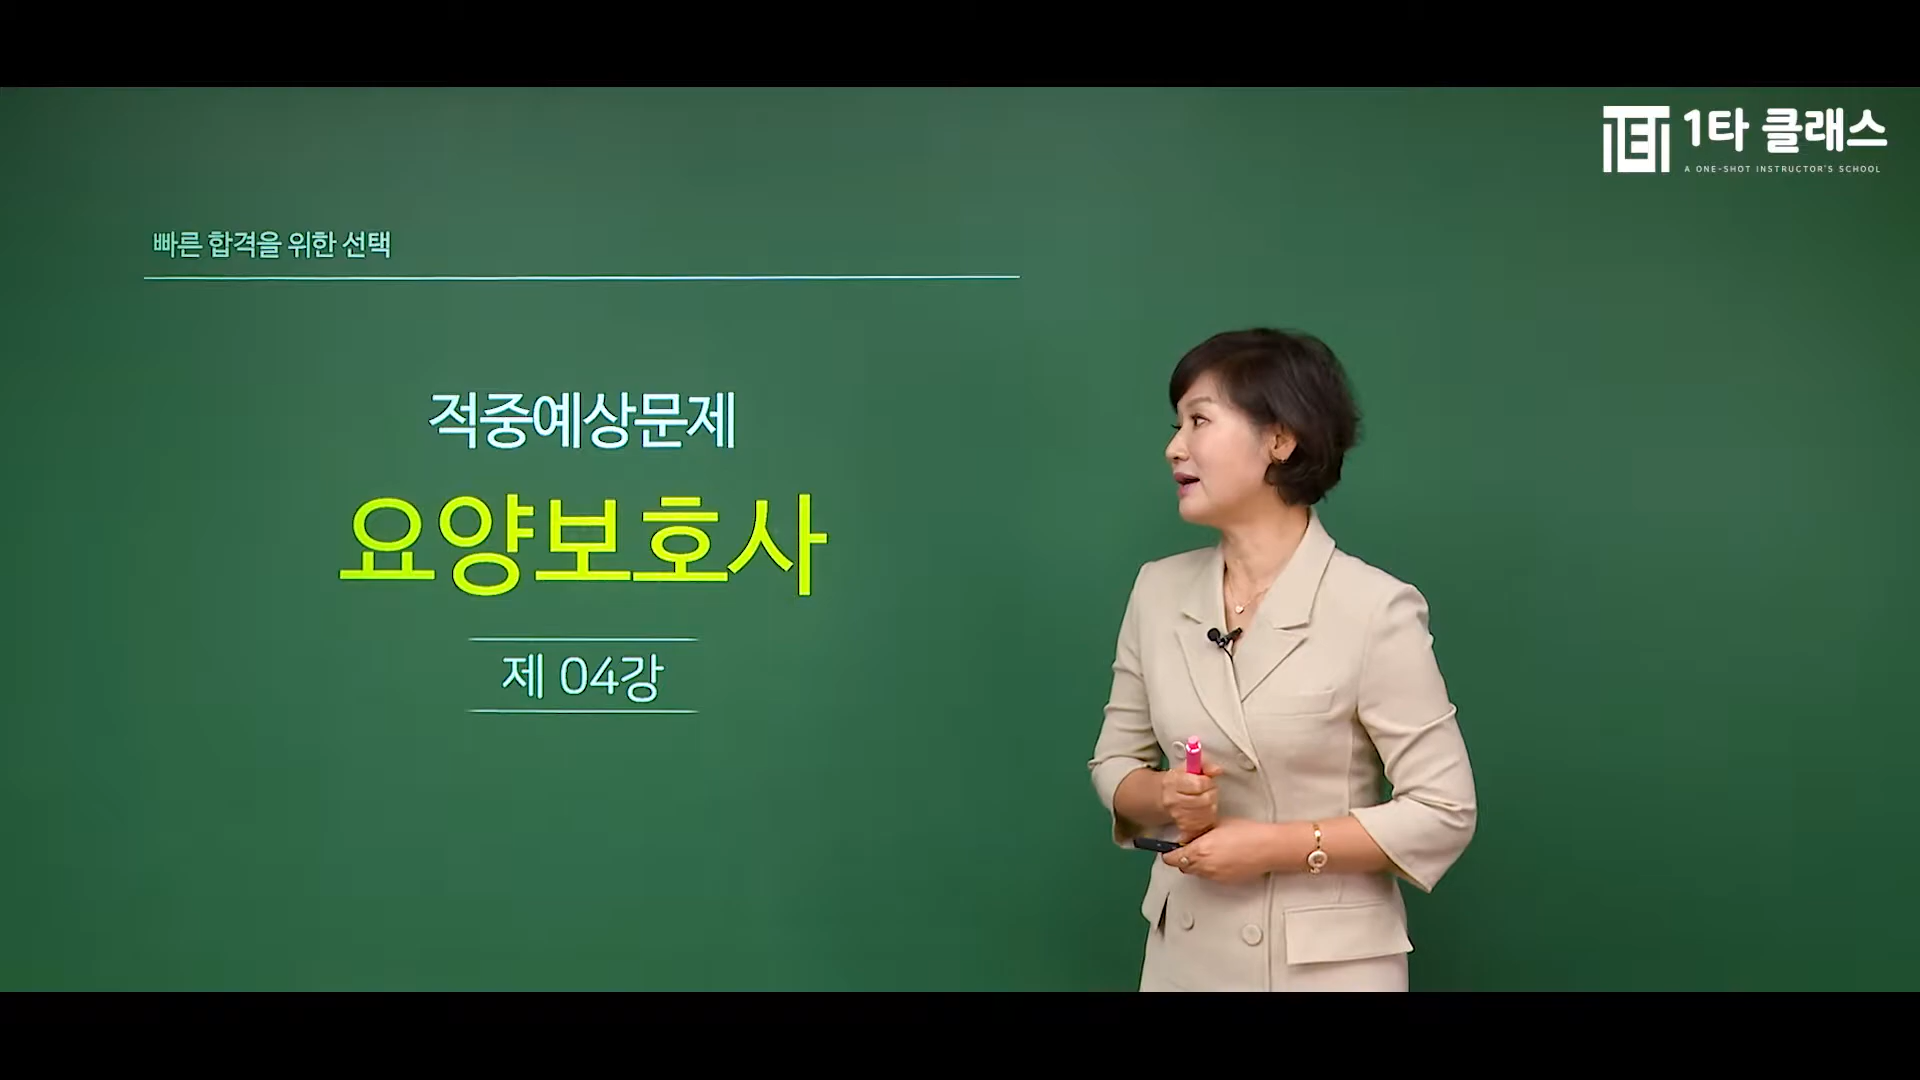 1타 클래스
A ONE-SHOT INSTRUCTOR'S SCHOOL
빠른 합격을 위한 선택
적중예상문제
요양보호사
제 04강